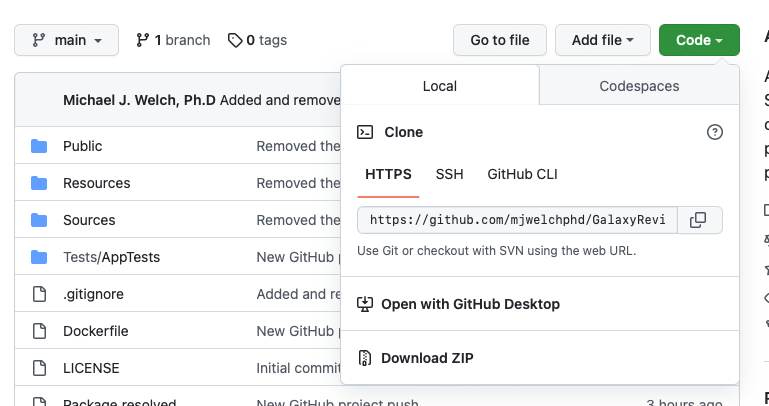 main
1 branch
0 tags
Go to file
Add file
Code
Michael J. Welch, Ph.D Added and remove
Public
Removed the
Resources
Removed the
Sources
Removed the
Tests/AppTests
New GitHub
.gitignore
Added and re
Dockerfile
New GitHub
LICENSE
Initial commit
Package.resolved
New GitHub project push
3 hours ago
Local
Codespaces
Clone
HTTPS
SSH
GitHub CLI
https://github.com/mjwelchphd/GalaxyRevi
Use Git or checkout with SVN using the web URL.
Open with GitHub Desktop
Download ZIP